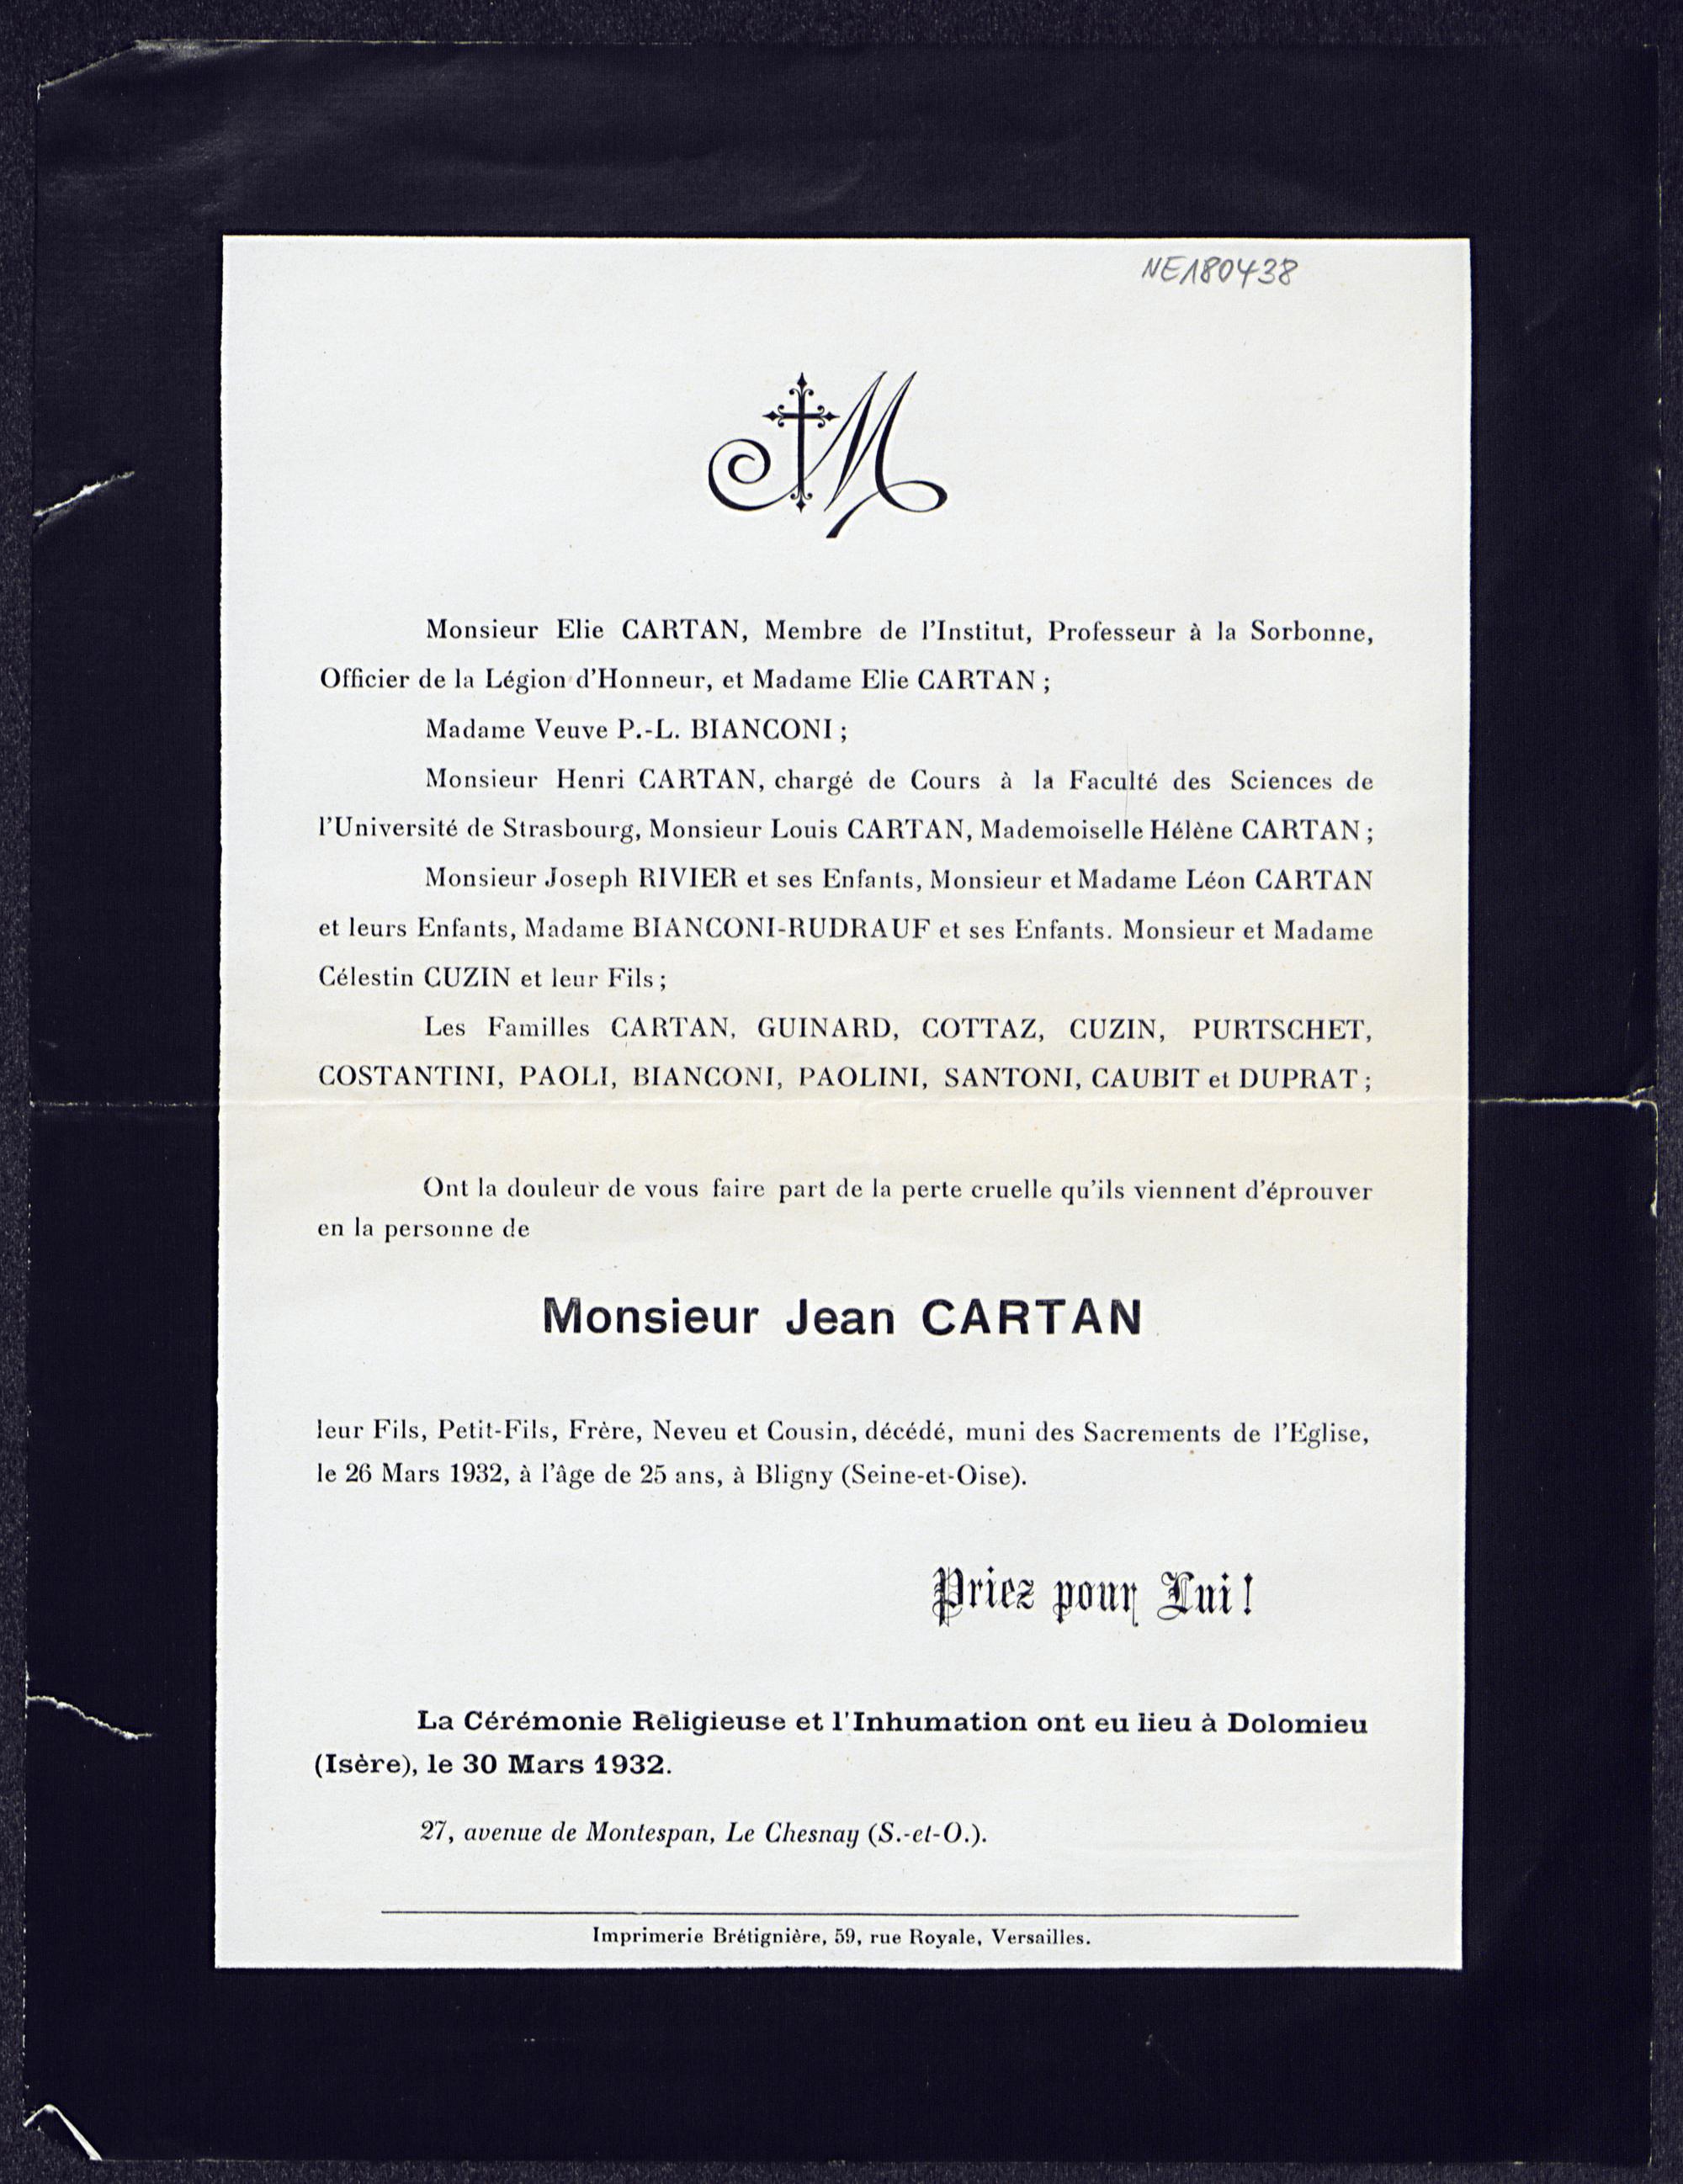 NE180438
M
Monsieur Elie CARTAN, Membre de l'Institut, Professeur à la Sorbonne,
Officier de la Légion d'Honneur, et Madame Elie CARTAN ;
Madame Veuve P.-L. BIANCONI ;
Monsieur Henri CARTAN, chargé de Cours à la Faculté des Sciences de
l'Université de Strasbourg, Monsieur Louis CARTAN, Mademoiselle Hélène CARTAN ;
Monsieur Joseph RIVIER et ses Enfants, Monsieur et Madame Léon CARTAN
et leurs Enfants, Madame BIANCONI-RUDRAUF et ses Enfants. Monsieur et Madame
Célestin CUZIN et leur Fils ;
Les Familles CARTAN, GUINARD, COTTAZ, CUZIN, PURTSCHET,
COSTANTINI, PAOLI, BIANCONI, PAOLINI, SANTONI, CAUBIT et DUPRAT ;
Ont la douleur de vous faire part de la perte cruelle qu'ils viennent d'éprouver
en la personne de
Monsieur Jean CARTAN
leur Fils, Petit-Fils, Frère, Neveu et Cousin, décédé, muni des Sacrements de l'Eglise,
le 26 Mars 1932, à l'âge de 25 ans, à Bligny (Seine-et-Oise).
Priez pour Lui !
La Cérémonie Religieuse et l'Inhumation ont eu lieu à Dolomieu
(Isère), le 30 Mars 1932.
27, avenue de Montespan, Le Chesnay (S.-et-O.).
Imprimerie Brétignière, 59, rue Royale, Versailles.